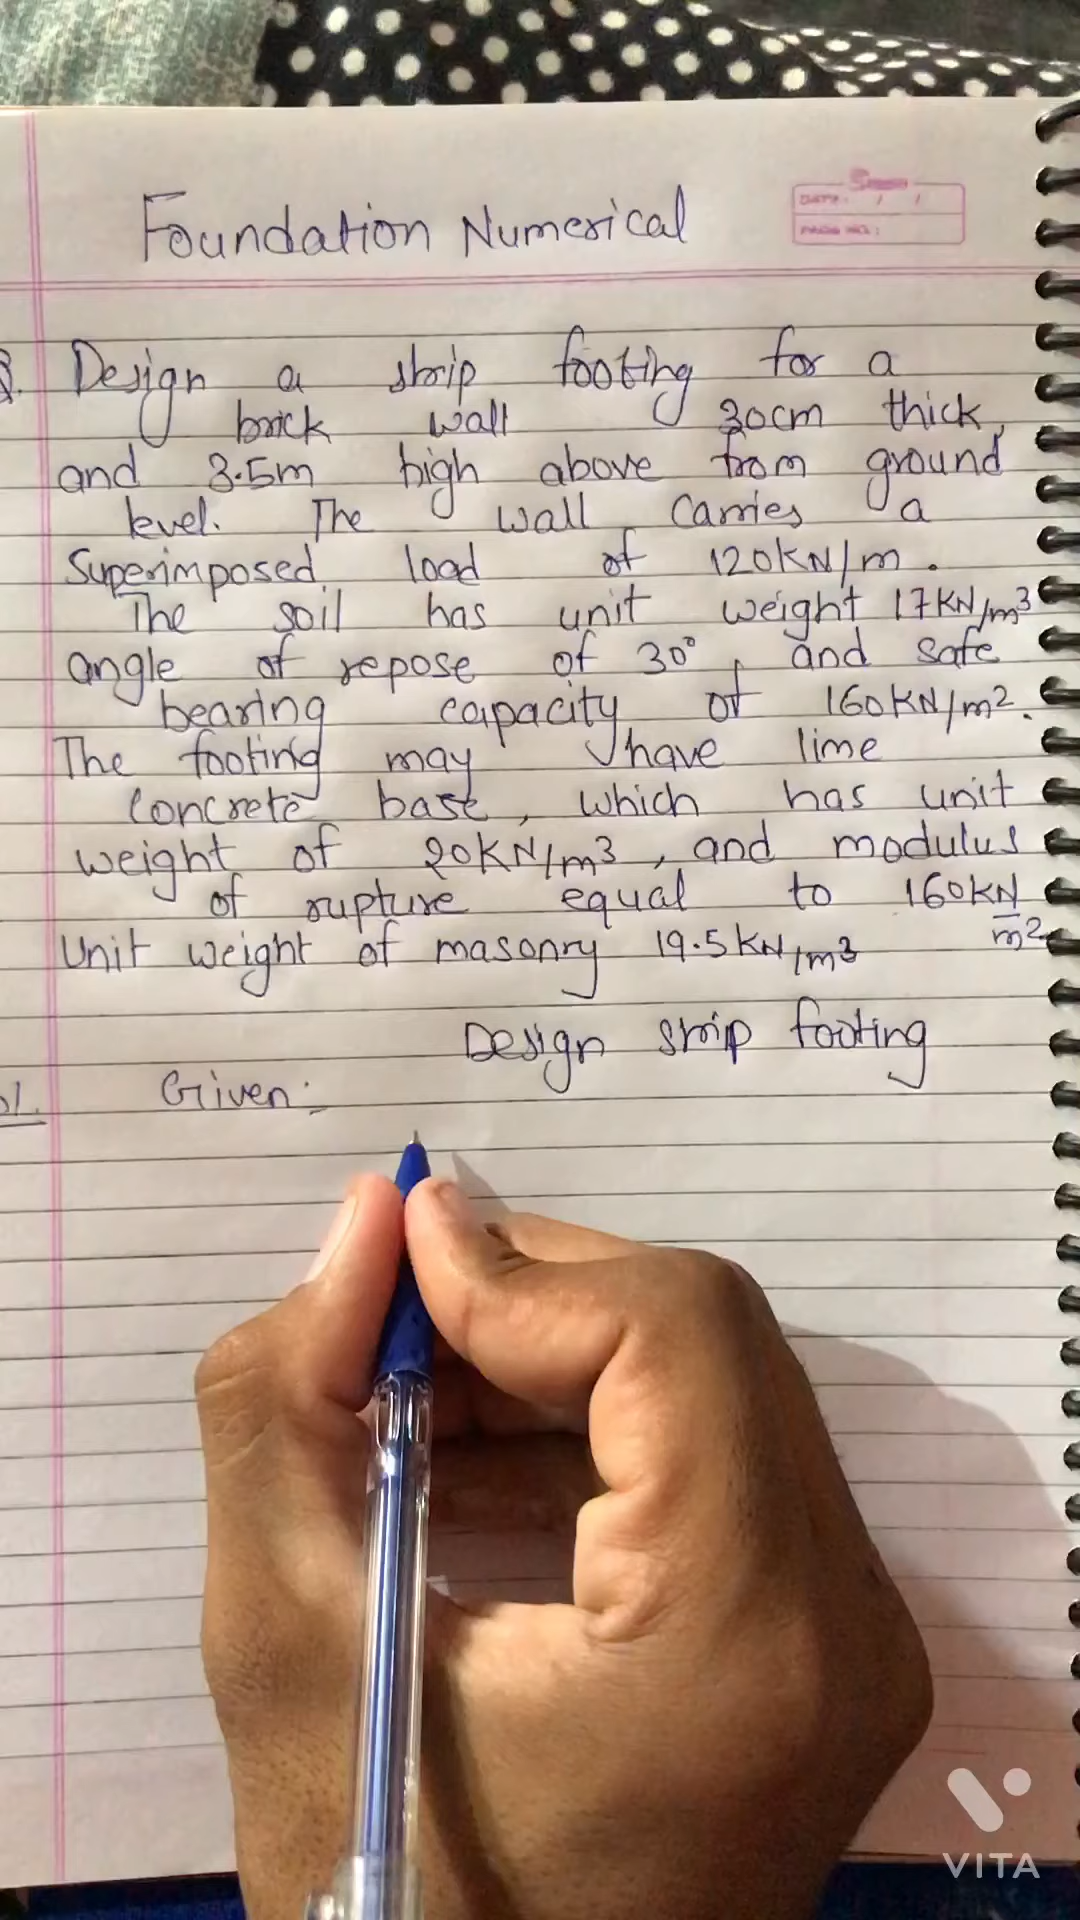 Foundation Numerical
DATE: / /
PAGE NO.:
Q. Design a strip footing for a
brick wall 30cm thick,
and 3.5m high above from ground
level. The wall carries a
Superimposed load of 120KN/m.
The soil has unit weight 17KN/m³
angle of repose of 30°, and safe
bearing capacity of 160KN/m².
The footing may have lime
concrete base, which has unit
weight of 20KN/m³, and modulus
of rupture equal to 160KN/m²
Unit weight of masonry 19.5KN/m³
Design strip footing
Sol. Given:-
VITA